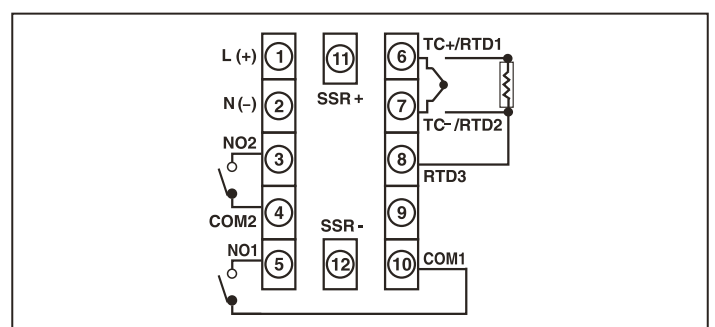 L (+) 1 11 6 TC+/RTD1
N (–) 2 SSR + 7 TC–/RTD2
NO2 3 8 RTD3
COM2 4 SSR - 9
NO1 5 12 10 COM1